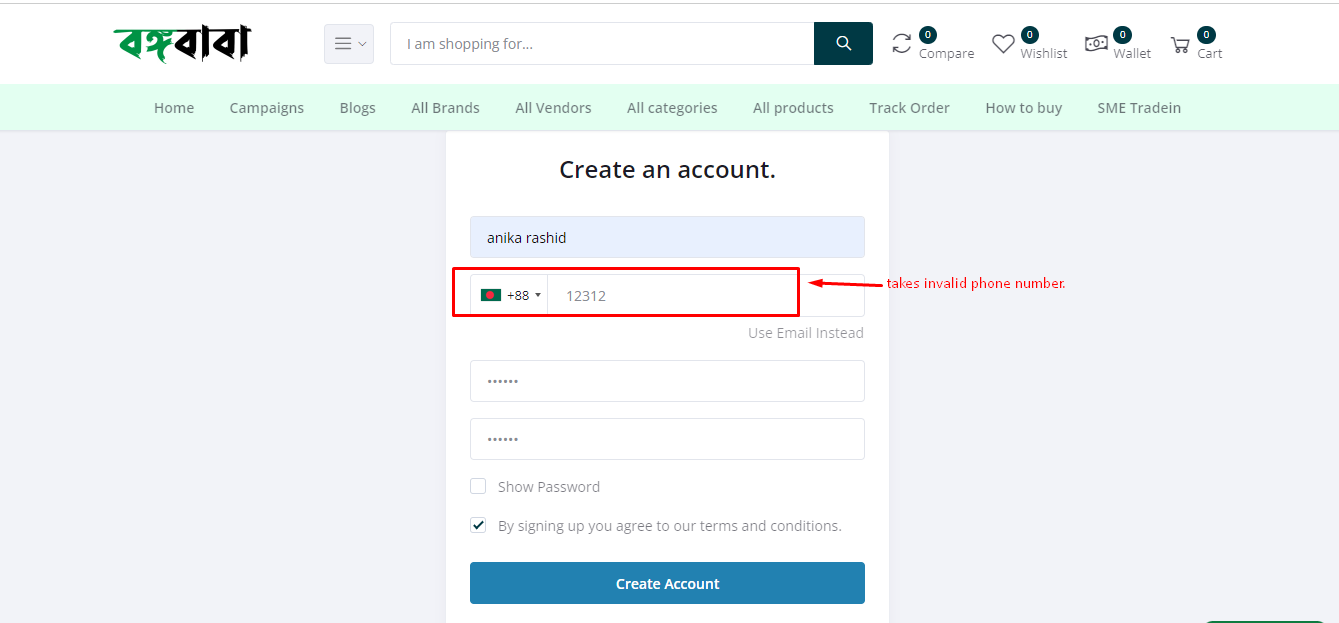 বঙ্গবাবা
I am shopping for...
0 Compare
0 Wishlist
0 Wallet
0 Cart
Home Campaigns Blogs All Brands All Vendors All categories All products Track Order How to buy SME Tradein
Create an account.
anika rashid
+88 12312
takes invalid phone number.
Use Email Instead
••••••
••••••
Show Password
By signing up you agree to our terms and conditions.
Create Account